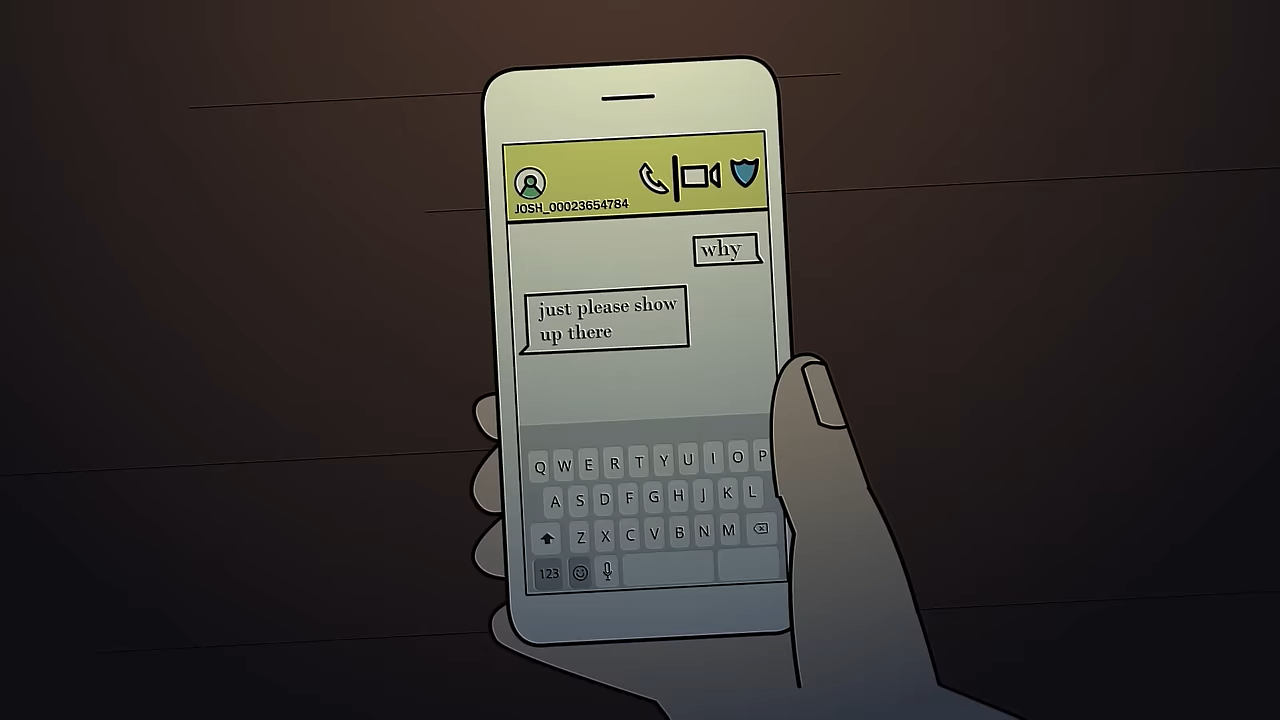 JOSH_00023654784
why
just please show
up there
Q W E R T Y U I O P
A S D F G H J K L
Z X C V B N M
123